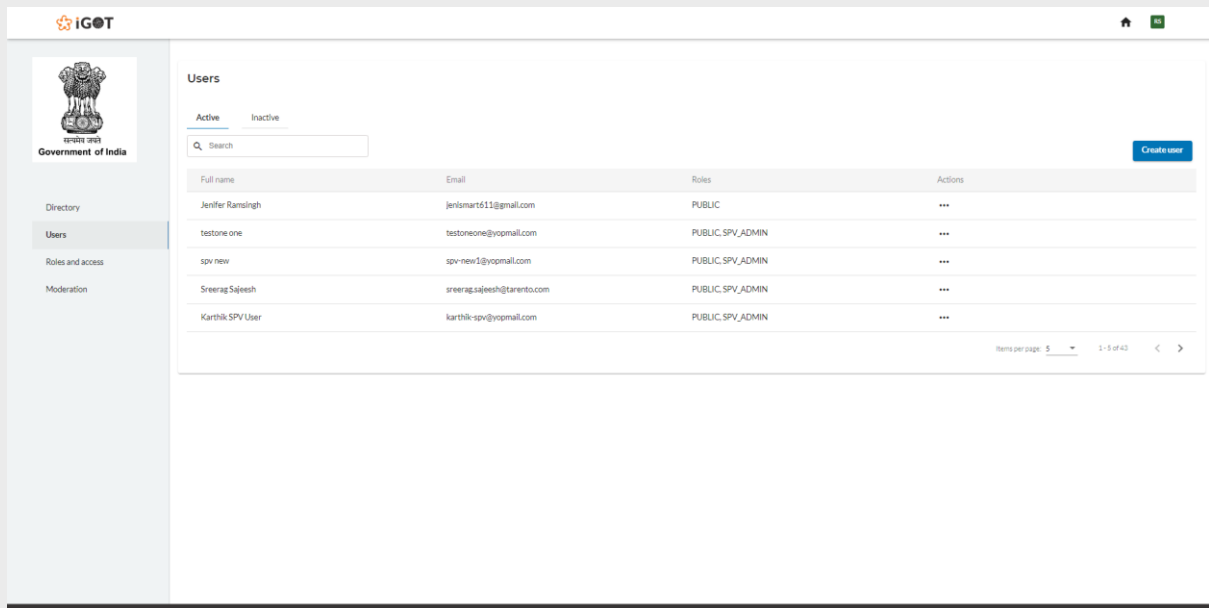 iGOT
RS
सत्यमेव जयते
Government of India
Directory
Users
Roles and access
Moderation
Users
Active Inactive
Search
Create user
Full name Email Roles Actions
Jenifer Ramsingh jenismart611@gmail.com PUBLIC
testone one testoneone@yopmail.com PUBLIC, SPV_ADMIN
spv new spv-new1@yopmail.com PUBLIC, SPV_ADMIN
Sreerag Sajeesh sreerag.sajeesh@tarento.com PUBLIC, SPV_ADMIN
Karthik SPV User karthik-spv@yopmail.com PUBLIC, SPV_ADMIN
Items per page: 5 1 - 5 of 43